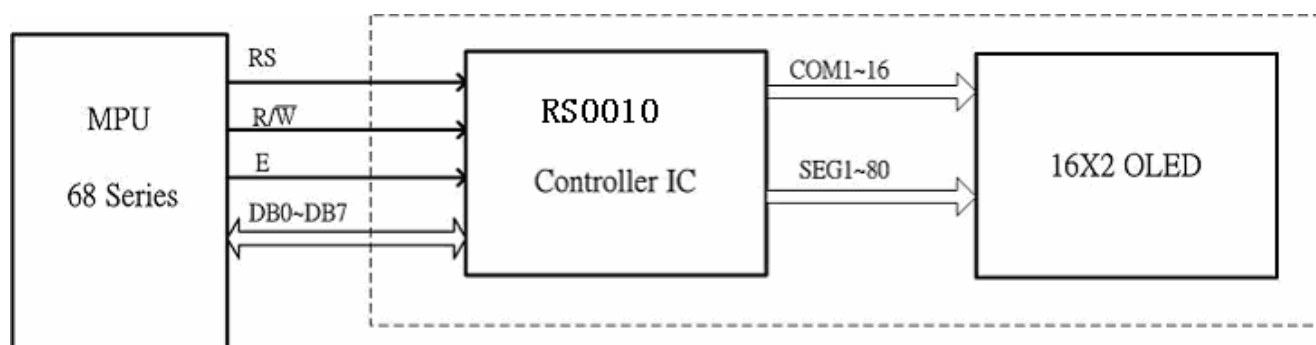 MPU
68 Series
RS
R/W̅
E
DB0~DB7
RS0010
Controller IC
COM1~16
SEG1~80
16X2 OLED